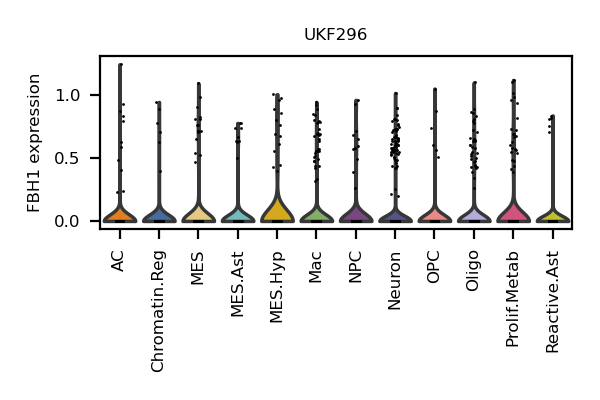 UKF296
FBH1 expression
1.0
0.5
0.0
AC
Chromatin.Reg
MES
MES.Ast
MES.Hyp
Mac
NPC
Neuron
OPC
Oligo
Prolif.Metab
Reactive.Ast